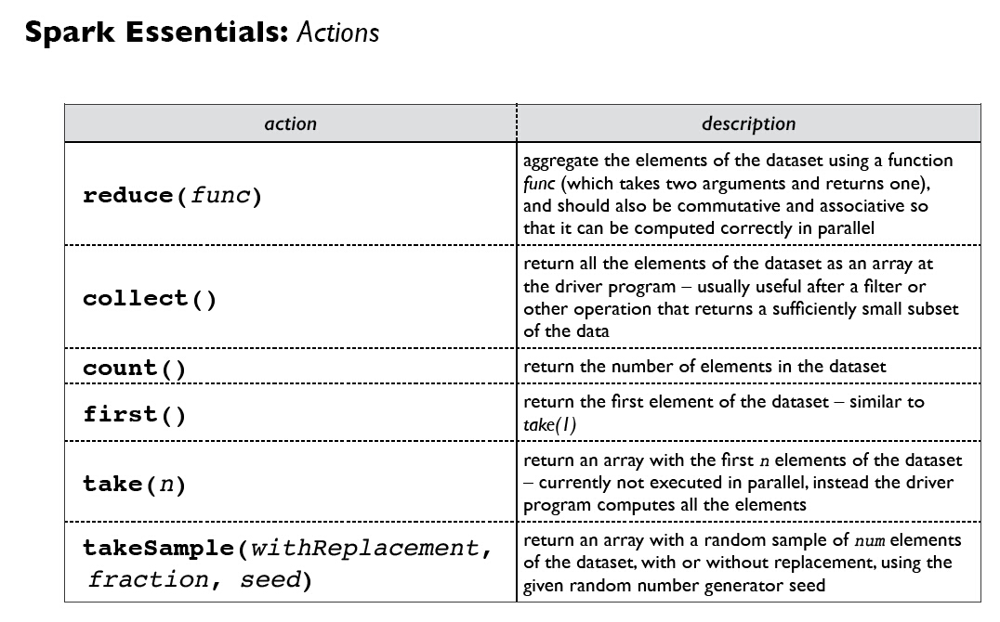 Spark Essentials: Actions
action
description
reduce(func)
aggregate the elements of the dataset using a function
func (which takes two arguments and returns one),
and should also be commutative and associative so
that it can be computed correctly in parallel
collect()
return all the elements of the dataset as an array at
the driver program – usually useful after a filter or
other operation that returns a sufficiently small subset
of the data
count()
return the number of elements in the dataset
first()
return the first element of the dataset – similar to
take(1)
take(n)
return an array with the first n elements of the dataset
– currently not executed in parallel, instead the driver
program computes all the elements
takeSample(withReplacement,
fraction, seed)
return an array with a random sample of num elements
of the dataset, with or without replacement, using the
given random number generator seed